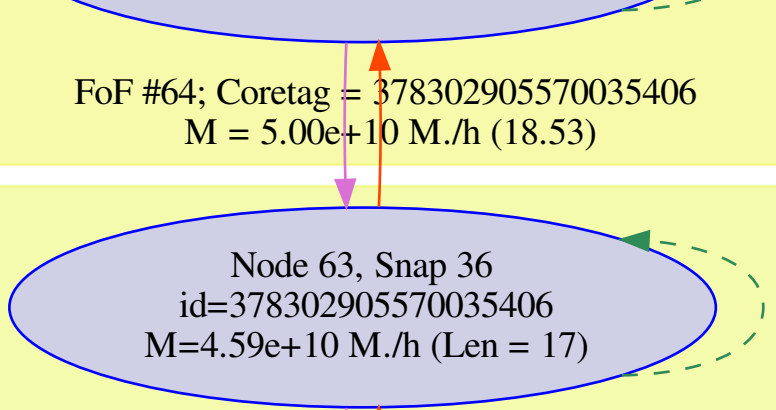 FoF #64; Coretag = 378302905570035406
M = 5.00e+10 M./h (18.53)
Node 63, Snap 36
id=378302905570035406
M=4.59e+10 M./h (Len = 17)